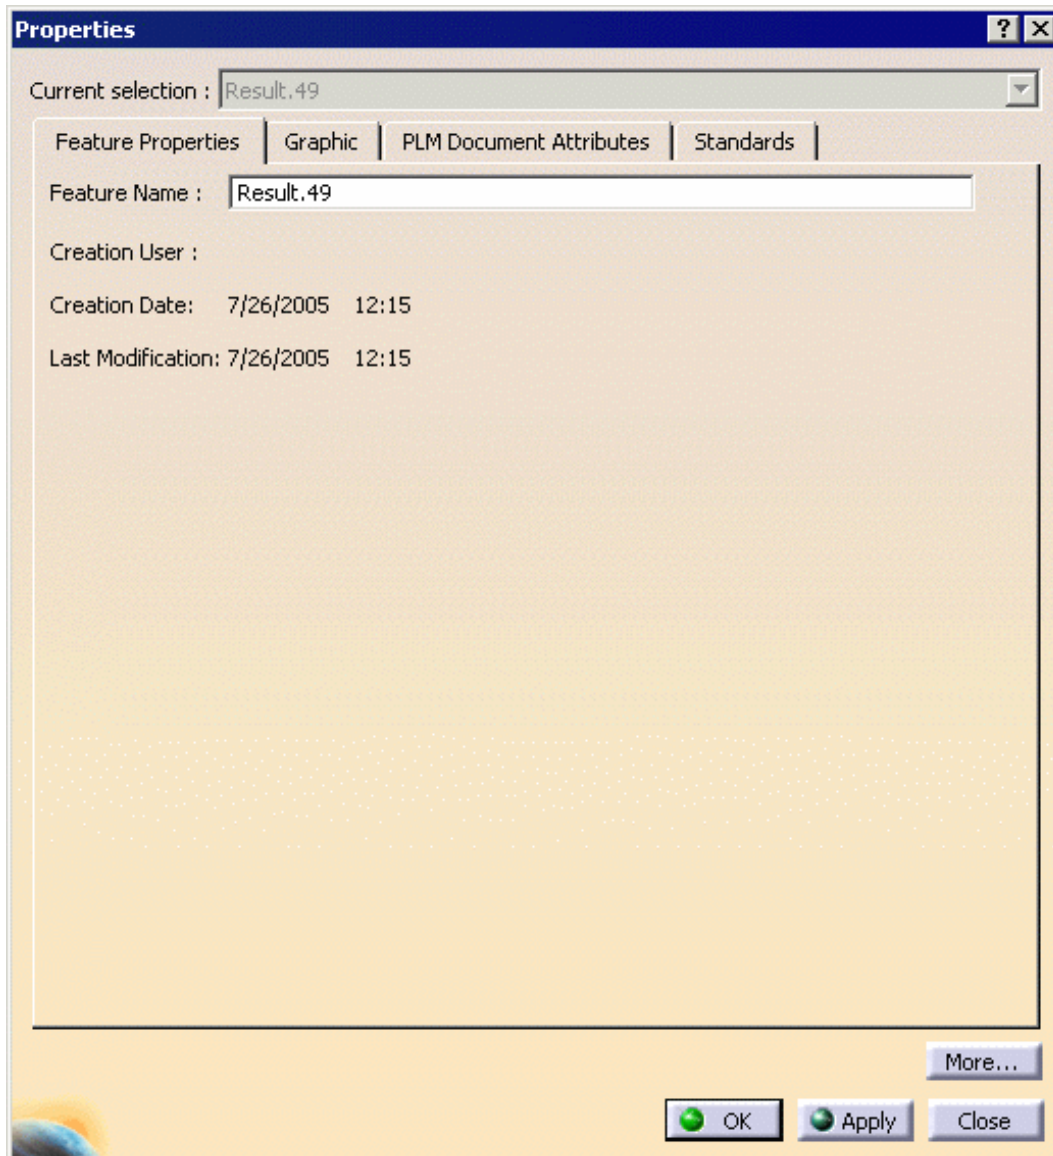 Properties
Current selection : Result.49
Feature Properties Graphic PLM Document Attributes Standards
Feature Name : Result.49
Creation User :
Creation Date: 7/26/2005 12:15
Last Modification: 7/26/2005 12:15
More...
OK Apply Close